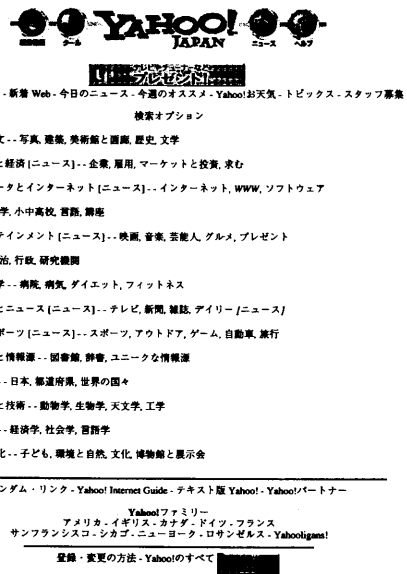 YAHOO!
JAPAN
クール ニュース ヘルプ
プレゼント!
- 新着 Web - 今日のニュース - 今週のオススメ - Yahoo!お天気 - トピックス - スタッフ募集
検索オプション
文 - - 写真, 建築, 美術館と画廊, 歴史, 文学
と経済 [ニュース] - - 企業, 雇用, マーケットと投資, 求む
ータとインターネット [ニュース] - - インターネット, WWW, ソフトウェア
学, 小中高校, 言語, 講座
テインメント [ニュース] - - 映画, 音楽, 芸能人, グルメ, プレゼント
治, 行政, 研究機関
学 - - 病院, 病気, ダイエット, フィットネス
とニュース [ニュース] - - テレビ, 新聞, 雑誌, デイリー [ニュース]
ポーツ [ニュース] - - スポーツ, アウトドア, ゲーム, 自動車, 旅行
と情報源 - - 図書館, 辞書, ユニークな情報源
- - 日本, 都道府県, 世界の国々
と技術 - - 動物学, 生物学, 天文学, 工学
- - 経済学, 社会学, 言語学
化 - - 子ども, 環境と自然, 文化, 博物館と展示会
ンダム・リンク - Yahoo! Internet Guide - テキスト版 Yahoo! - Yahoo!パートナー
Yahoo!ファミリー
アメリカ - イギリス - カナダ - ドイツ - フランス
サンフランシスコ - シカゴ - ニューヨーク - ロサンゼルス - Yahooligans!
登録・変更の方法 - Yahoo!のすべて